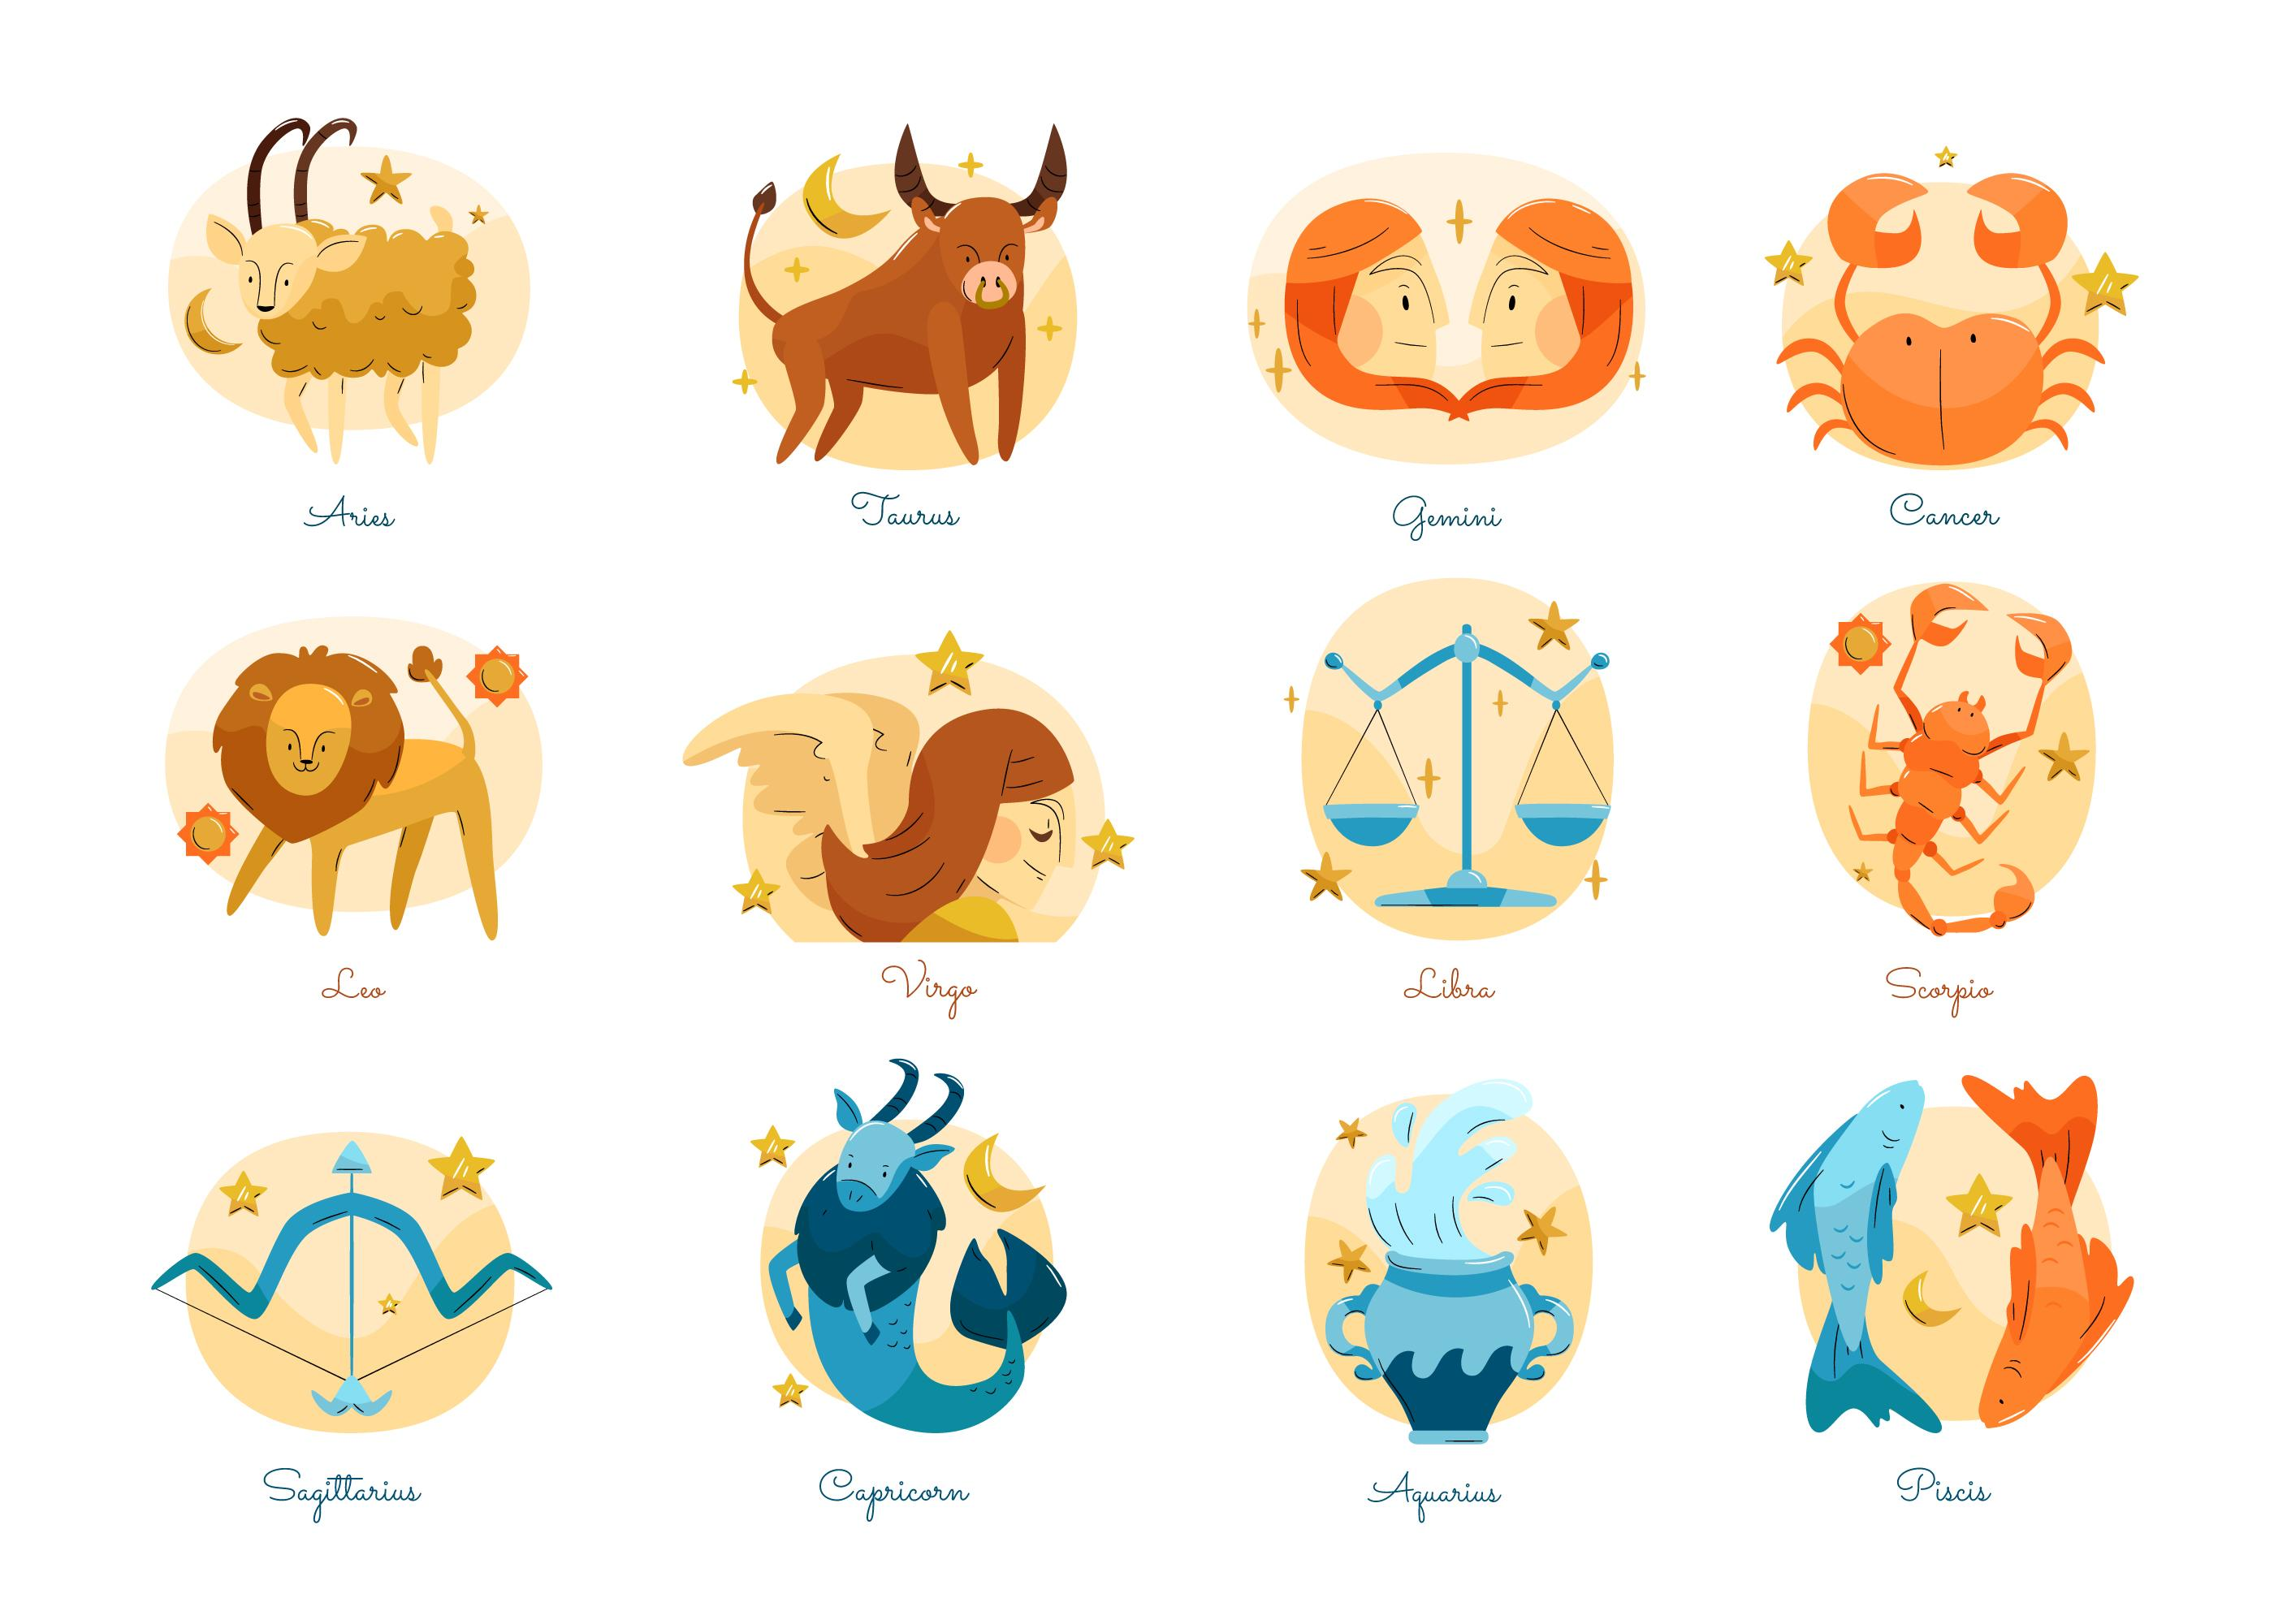 Aries
Taurus
Gemini
Cancer
Leo
Virgo
Libra
Scorpio
Sagittarius
Capricorn
Aquarius
Piscis